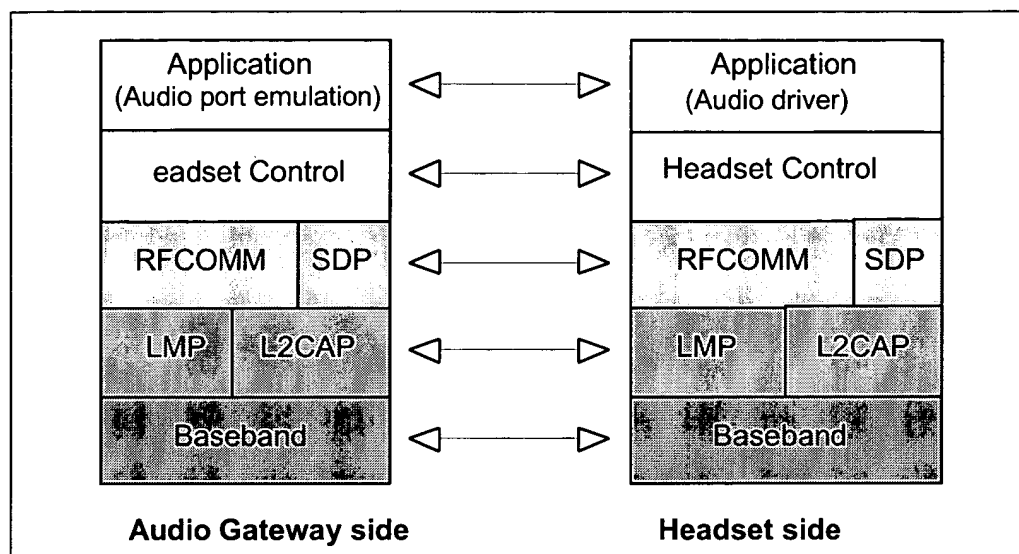 Application
(Audio port emulation)
eadset Control
RFCOMM SDP
LMP L2CAP
Baseband
Audio Gateway side
Application
(Audio driver)
Headset Control
RFCOMM SDP
LMP L2CAP
Baseband
Headset side